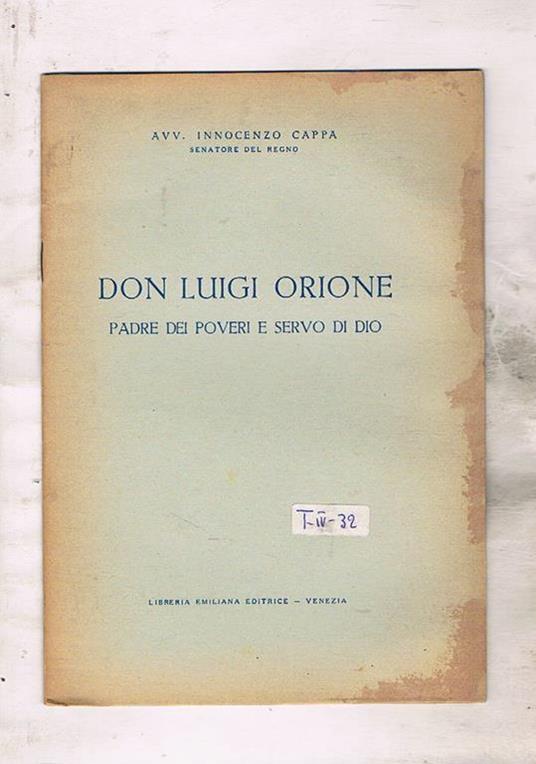 AVV. INNOCENZO CAPPA
SENATORE DEL REGNO
DON LUIGI ORIONE
PADRE DEI POVERI E SERVO DI DIO
T-IV-32
LIBRERIA EMILIANA EDITRICE – VENEZIA